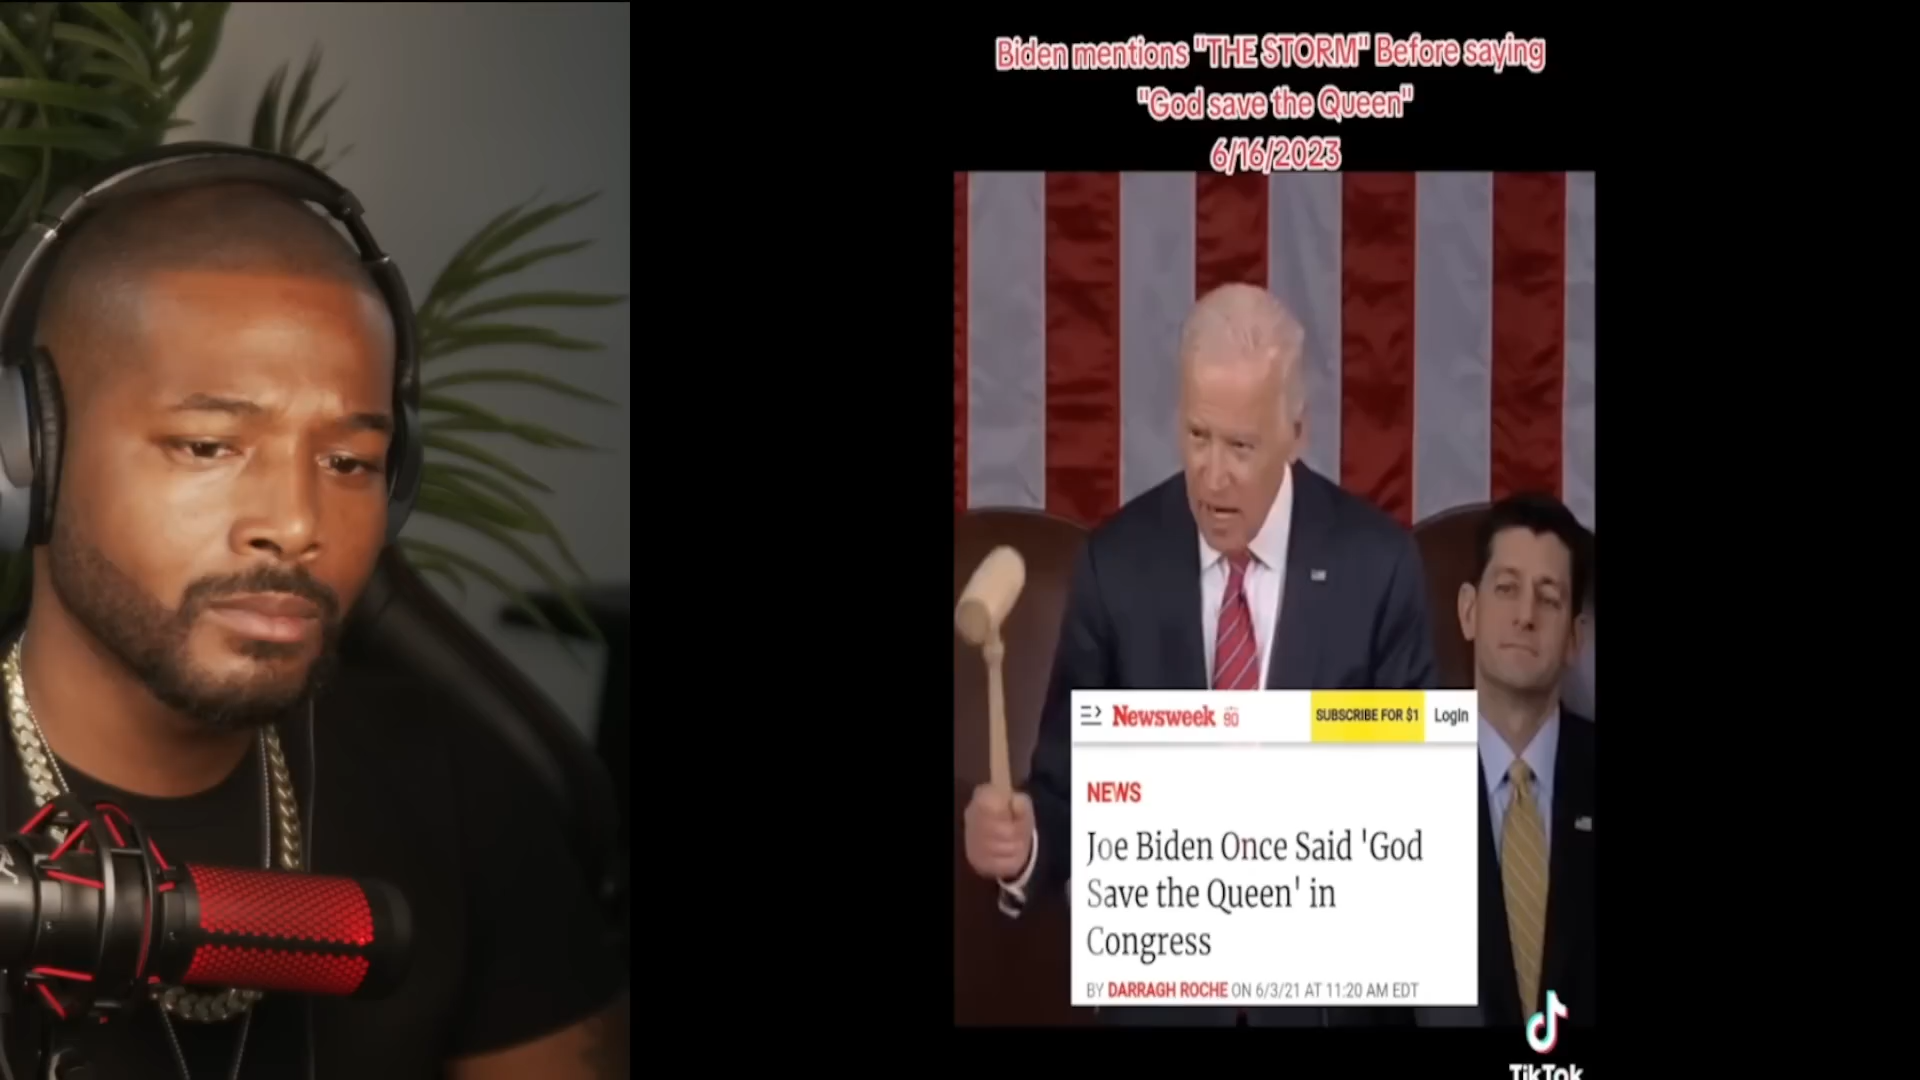 Biden mentions "THE STORM" Before saying
"God save the Queen"
6/16/2023
Newsweek 90 SUBSCRIBE FOR $1 Login
NEWS
Joe Biden Once Said 'God
Save the Queen' in
Congress
BY DARRAGH ROCHE ON 6/3/21 AT 11:20 AM EDT
TikTok